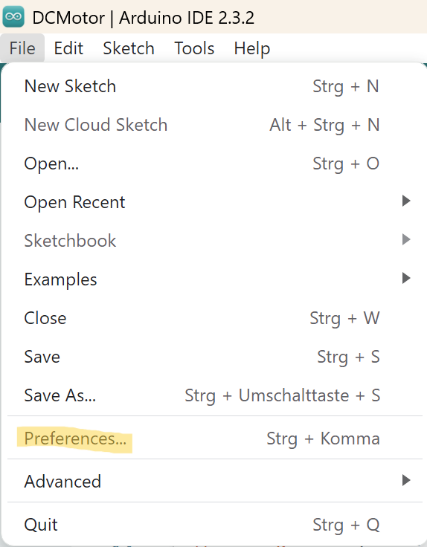 DCMotor | Arduino IDE 2.3.2
File Edit Sketch Tools Help
New Sketch Strg + N
New Cloud Sketch Alt + Strg + N
Open... Strg + O
Open Recent
Sketchbook
Examples
Close Strg + W
Save Strg + S
Save As... Strg + Umschalttaste + S
Preferences... Strg + Komma
Advanced
Quit Strg + Q